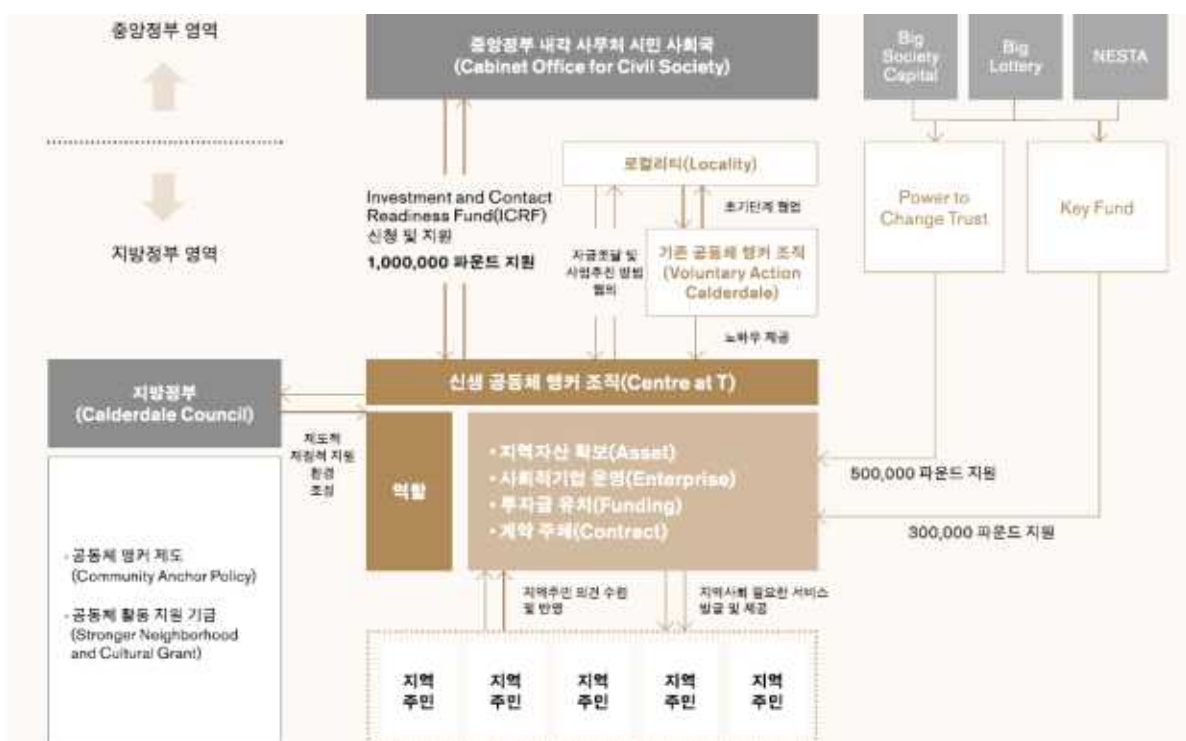 중앙정부 영역
지방정부 영역
중앙정부 내각 사무처 시민 사회국
(Cabinet Office for Civil Society)
Big
Society
Capital
Big
Lottery
NESTA
로컬리티(Locality)
초기단계 협업
Investment and Contact
Readiness Fund(ICRF)
신청 및 지원
1,000,000 파운드 지원
자금조달 및
사업추진 방법
협의
기존 공동체 앵커 조직
(Voluntary Action
Calderdale)
노하우 제공
Power to
Change Trust
Key Fund
지방정부
(Calderdale Council)
신생 공동체 앵커 조직(Centre at T)
제도적
재정적 지원
환경
조성
역할
• 지역자산 확보(Asset)
• 사회적기업 운영(Enterprise)
• 투자금 유치(Funding)
• 계약 주체(Contract)
500,000 파운드 지원
300,000 파운드 지원
- 공동체 앵커 제도
(Community Anchor Policy)
- 공동체 활동 지원 기금
(Stronger Neighborhood
and Cultural Grant)
지역주민 의견 수렴
및 반영
지역사회 필요한 서비스
발굴 및 제공
지역
주민
지역
주민
지역
주민
지역
주민
지역
주민